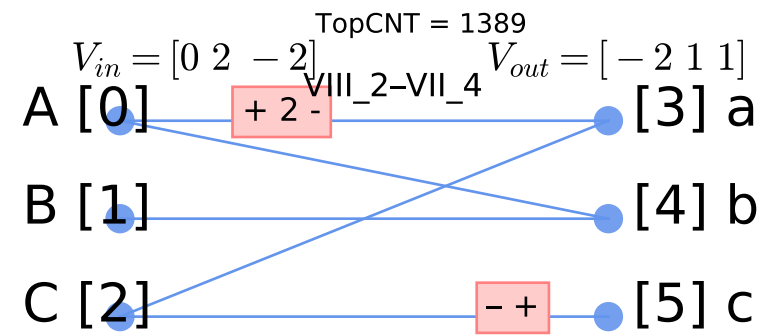 TopCNT = 1389
V_in = [0 2 − 2] V_out = [− 2 1 1]
VIII_2–VII_4
A [0] + 2 - [3] a
B [1] [4] b
C [2] – + [5] c